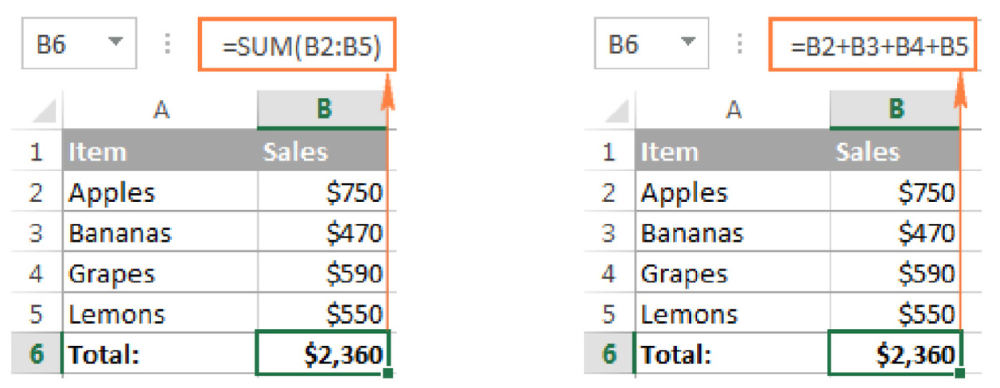 B6 =SUM(B2:B5)
A B
1 Item Sales
2 Apples $750
3 Bananas $470
4 Grapes $590
5 Lemons $550
6 Total: $2,360
B6 =B2+B3+B4+B5
A B
1 Item Sales
2 Apples $750
3 Bananas $470
4 Grapes $590
5 Lemons $550
6 Total: $2,360